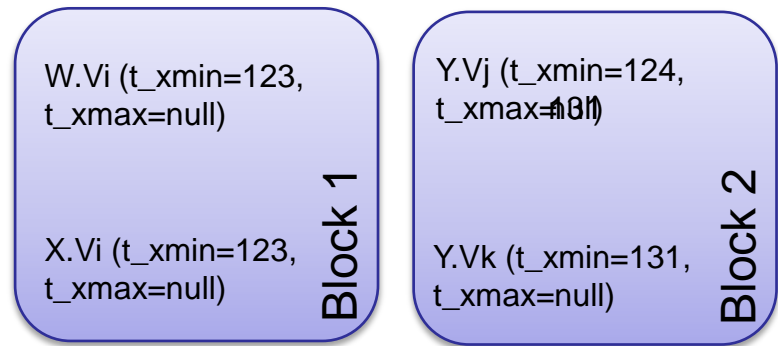 W.Vi (t_xmin=123,
t_xmax=null)
X.Vi (t_xmin=123,
t_xmax=null)
Block 1
Y.Vj (t_xmin=124,
t_xmax=131)
Y.Vk (t_xmin=131,
t_xmax=null)
Block 2